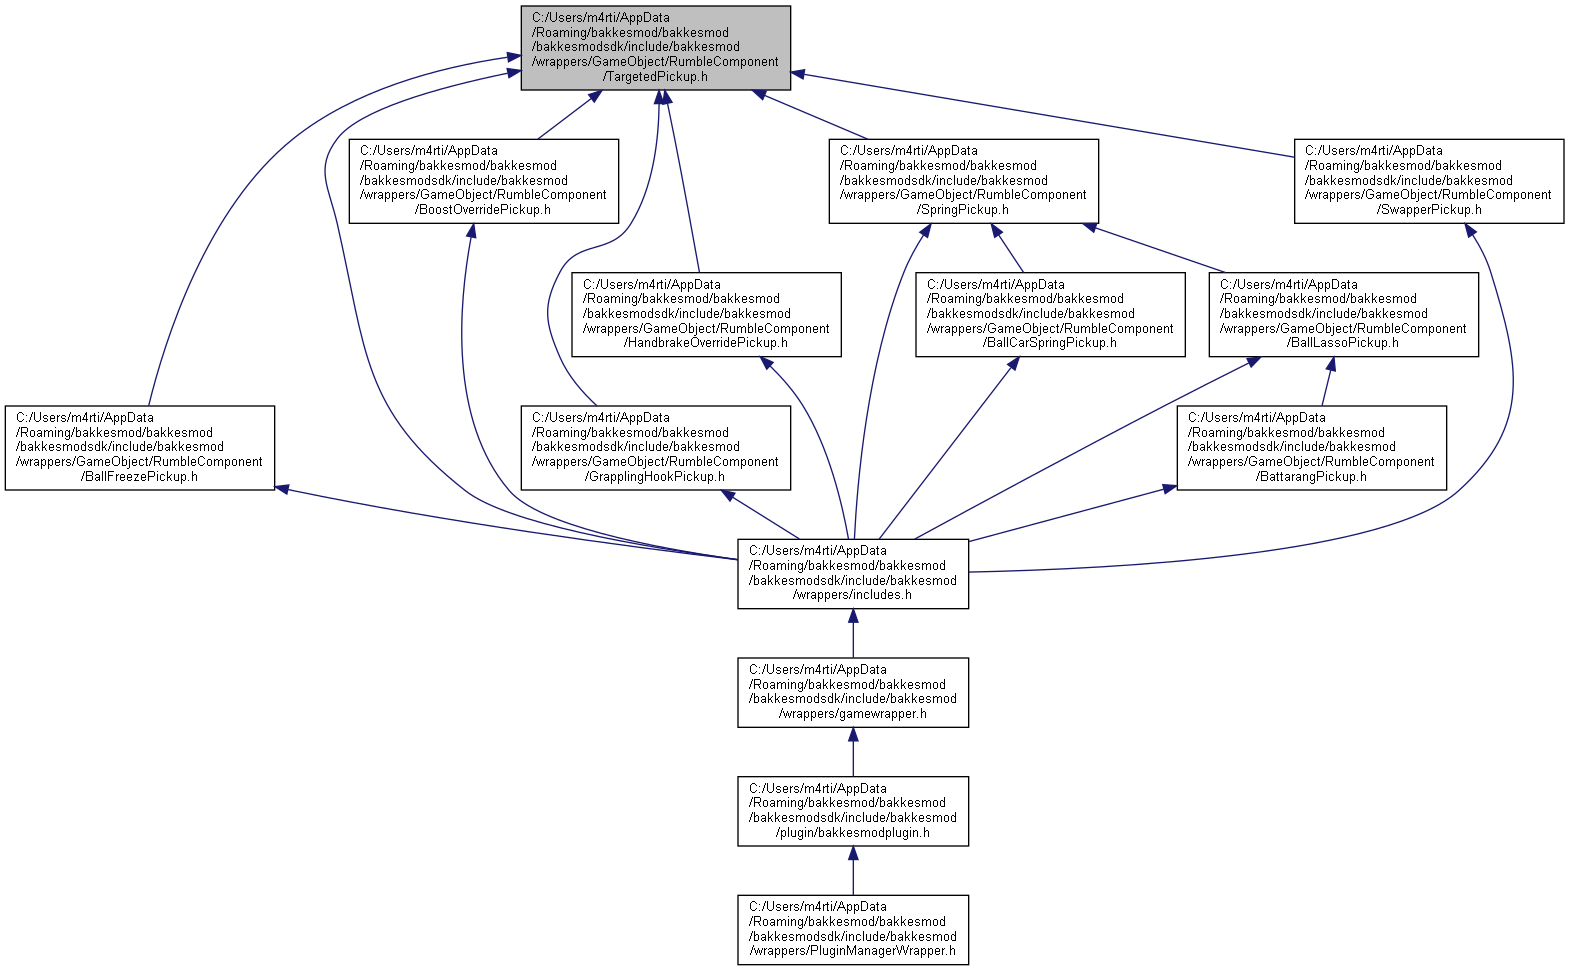 C:/Users/m4rti/AppData
/Roaming/bakkesmod/bakkesmod
/bakkesmodsdk/include/bakkesmod
/wrappers/GameObject/RumbleComponent
/TargetedPickup.h
C:/Users/m4rti/AppData
/Roaming/bakkesmod/bakkesmod
/bakkesmodsdk/include/bakkesmod
/wrappers/GameObject/RumbleComponent
/BoostOverridePickup.h
C:/Users/m4rti/AppData
/Roaming/bakkesmod/bakkesmod
/bakkesmodsdk/include/bakkesmod
/wrappers/GameObject/RumbleComponent
/SpringPickup.h
C:/Users/m4rti/AppData
/Roaming/bakkesmod/bakkesmod
/bakkesmodsdk/include/bakkesmod
/wrappers/GameObject/RumbleComponent
/SwapperPickup.h
C:/Users/m4rti/AppData
/Roaming/bakkesmod/bakkesmod
/bakkesmodsdk/include/bakkesmod
/wrappers/GameObject/RumbleComponent
/HandbrakeOverridePickup.h
C:/Users/m4rti/AppData
/Roaming/bakkesmod/bakkesmod
/bakkesmodsdk/include/bakkesmod
/wrappers/GameObject/RumbleComponent
/BallCarSpringPickup.h
C:/Users/m4rti/AppData
/Roaming/bakkesmod/bakkesmod
/bakkesmodsdk/include/bakkesmod
/wrappers/GameObject/RumbleComponent
/BallLassoPickup.h
C:/Users/m4rti/AppData
/Roaming/bakkesmod/bakkesmod
/bakkesmodsdk/include/bakkesmod
/wrappers/GameObject/RumbleComponent
/BallFreezePickup.h
C:/Users/m4rti/AppData
/Roaming/bakkesmod/bakkesmod
/bakkesmodsdk/include/bakkesmod
/wrappers/GameObject/RumbleComponent
/GrapplingHookPickup.h
C:/Users/m4rti/AppData
/Roaming/bakkesmod/bakkesmod
/bakkesmodsdk/include/bakkesmod
/wrappers/GameObject/RumbleComponent
/BattarangPickup.h
C:/Users/m4rti/AppData
/Roaming/bakkesmod/bakkesmod
/bakkesmodsdk/include/bakkesmod
/wrappers/includes.h
C:/Users/m4rti/AppData
/Roaming/bakkesmod/bakkesmod
/bakkesmodsdk/include/bakkesmod
/wrappers/gamewrapper.h
C:/Users/m4rti/AppData
/Roaming/bakkesmod/bakkesmod
/bakkesmodsdk/include/bakkesmod
/plugin/bakkesmodplugin.h
C:/Users/m4rti/AppData
/Roaming/bakkesmod/bakkesmod
/bakkesmodsdk/include/bakkesmod
/wrappers/PluginManagerWrapper.h